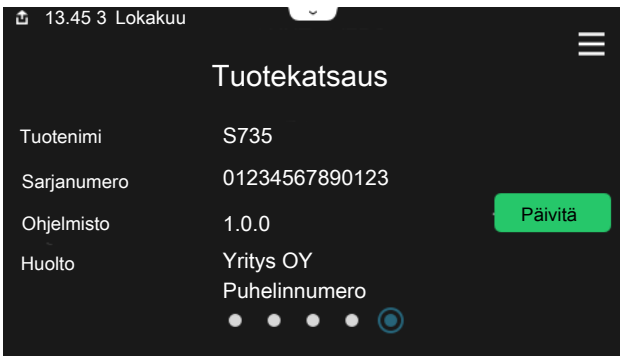 13.45 3 Lokakuu
Tuotekatsaus
Tuotenimi S735
Sarjanumero 01234567890123
Ohjelmisto 1.0.0 Päivitä
Huolto Yritys OY
Puhelinnumero